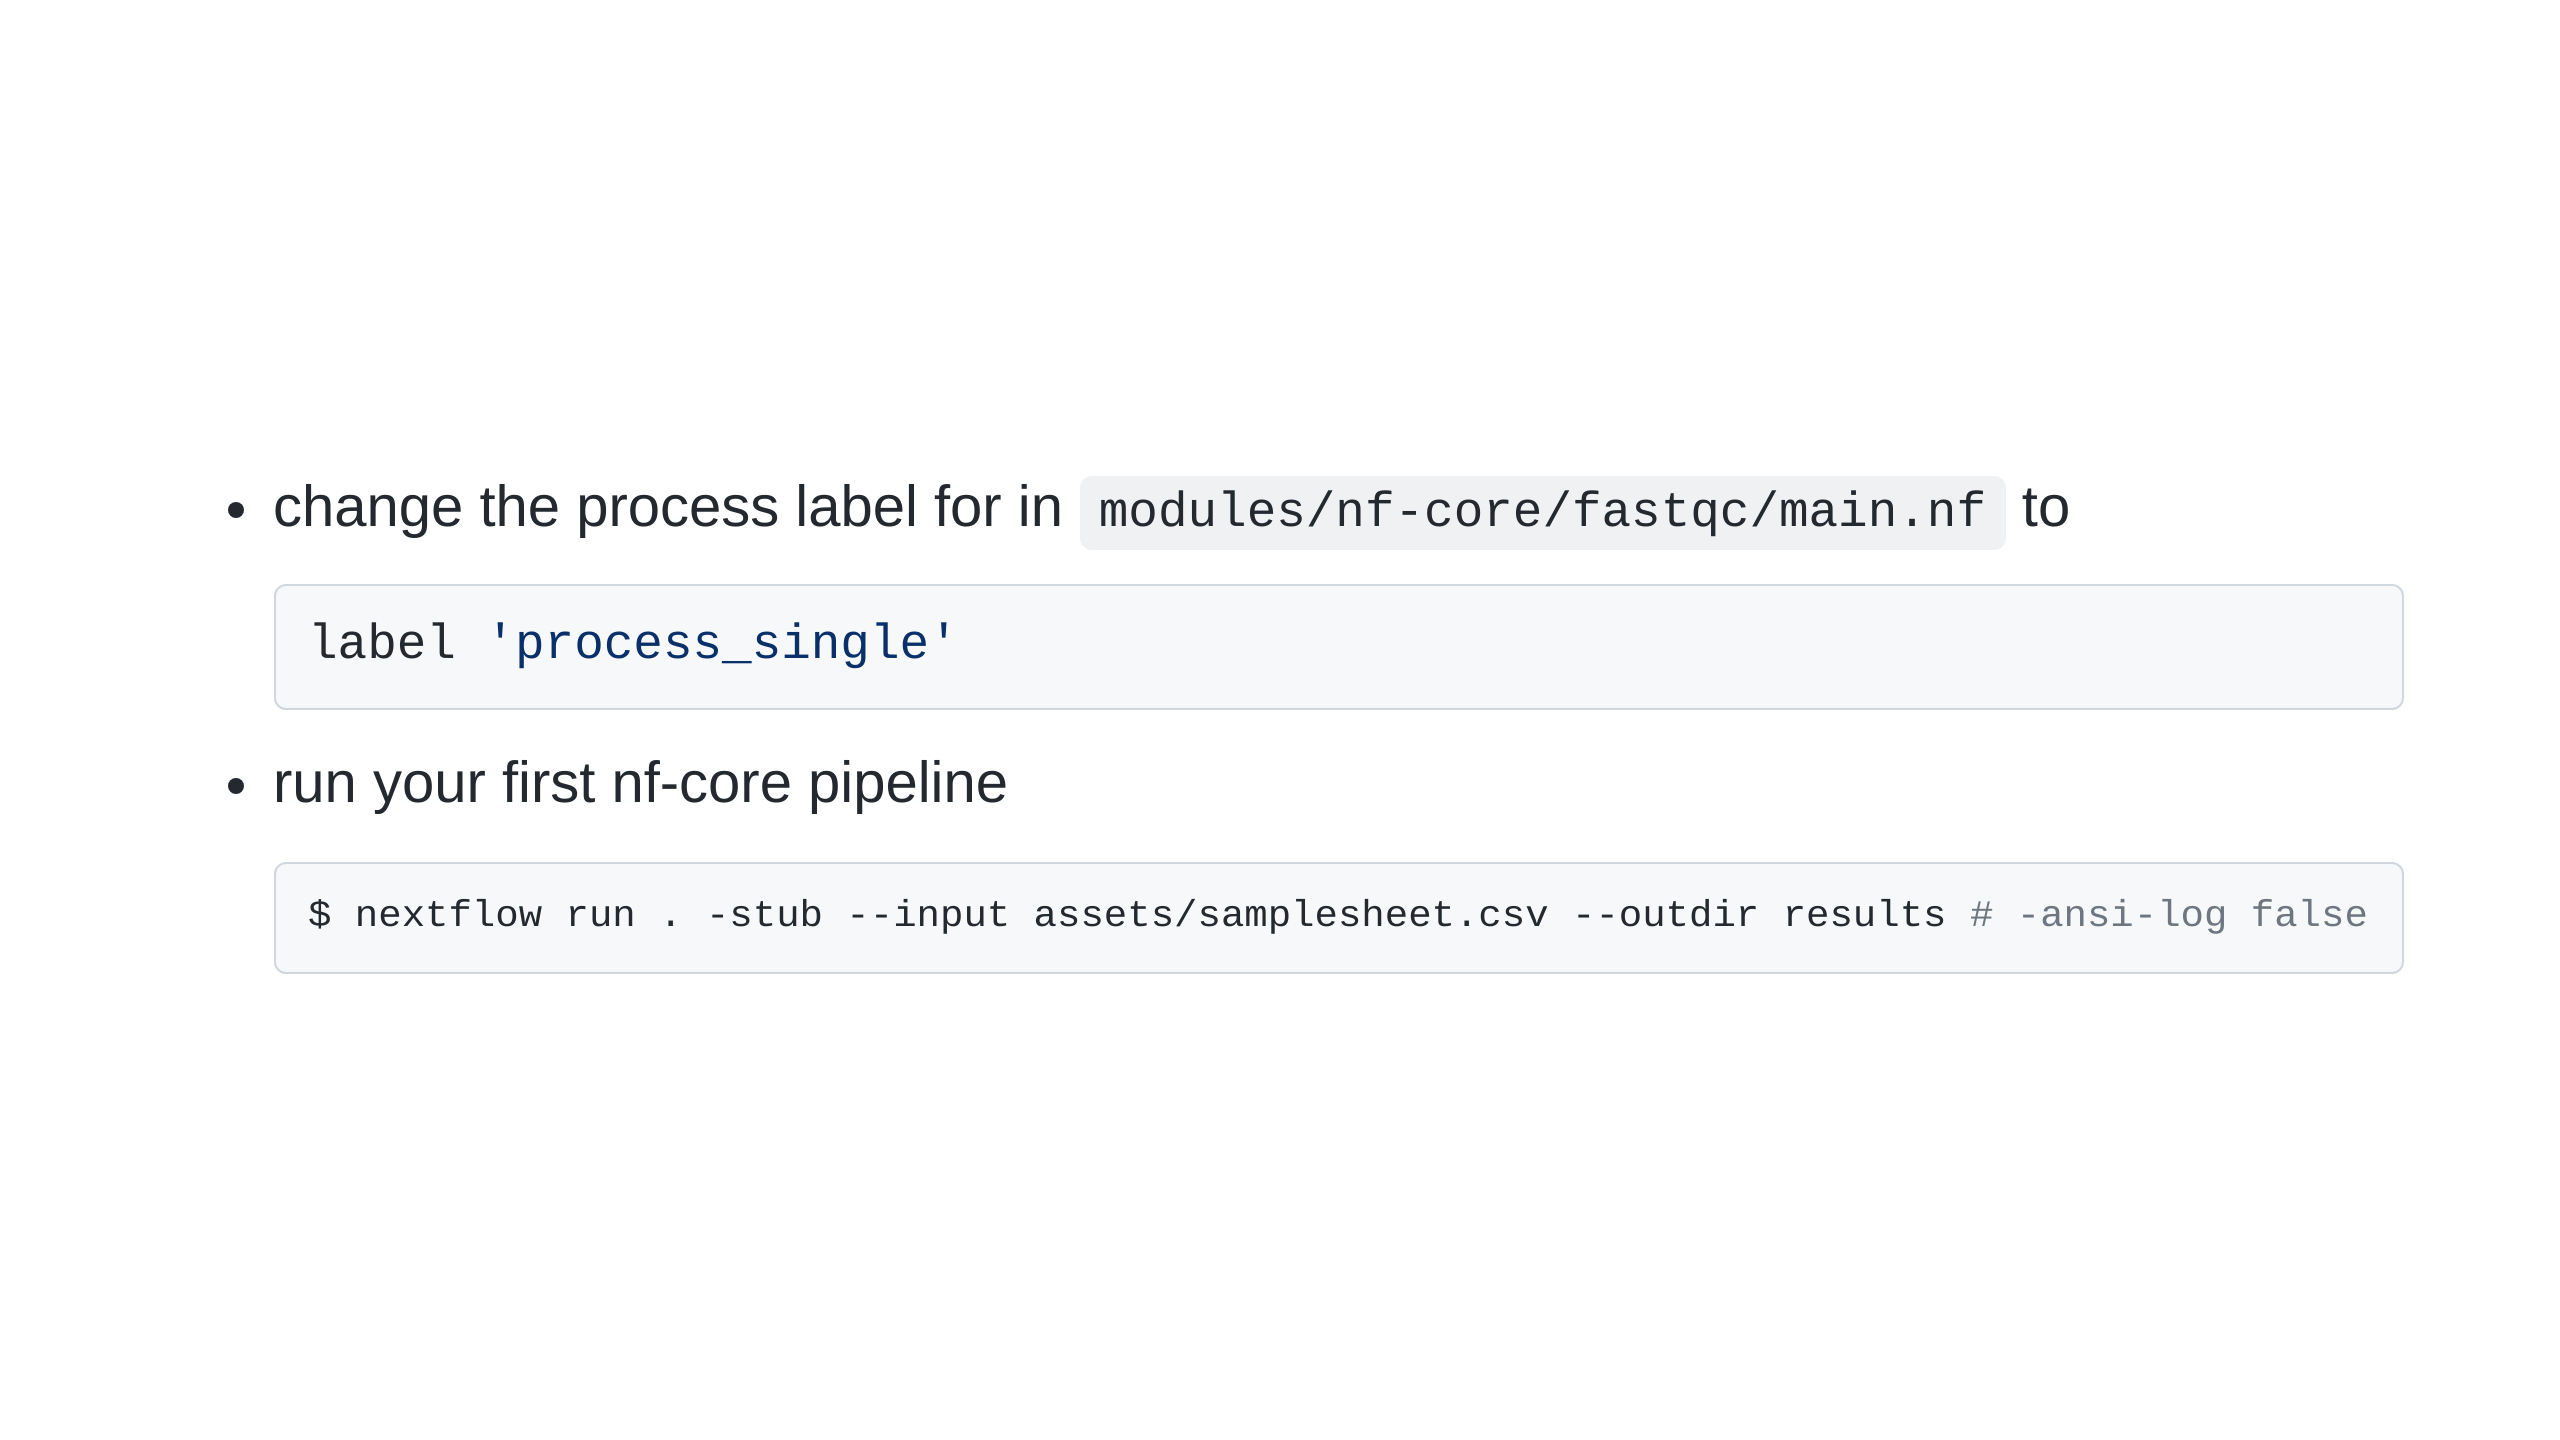 • change the process label for in modules/nf-core/fastqc/main.nf to
label 'process_single'
• run your first nf-core pipeline
$ nextflow run . -stub --input assets/samplesheet.csv --outdir results # -ansi-log false